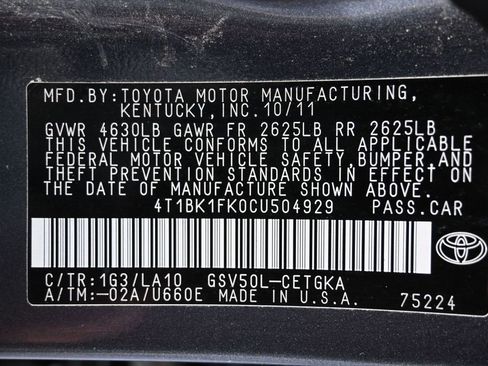 MFD.BY:TOYOTA MOTOR MANUFACTURING,
KENTUCKY, INC. 10/11
GVWR 4630LB GAWR FR 2625LB RR 2625LB
THIS VEHICLE CONFORMS TO ALL APPLICABLE
FEDERAL MOTOR VEHICLE SAFETY, BUMPER, AND
THEFT PREVENTION STANDARDS IN EFFECT ON
THE DATE OF MANUFACTURE SHOWN ABOVE.
4T1BK1FK0CU504929 PASS.CAR
C/TR:1G3/LA10 GSV50L-CETGKA
A/TM:-02A/U660E MADE IN U.S.A. 75224
TOYOTA